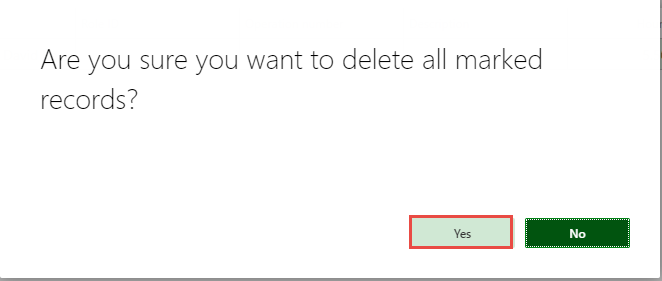 Are you sure you want to delete all marked
records?
Yes No